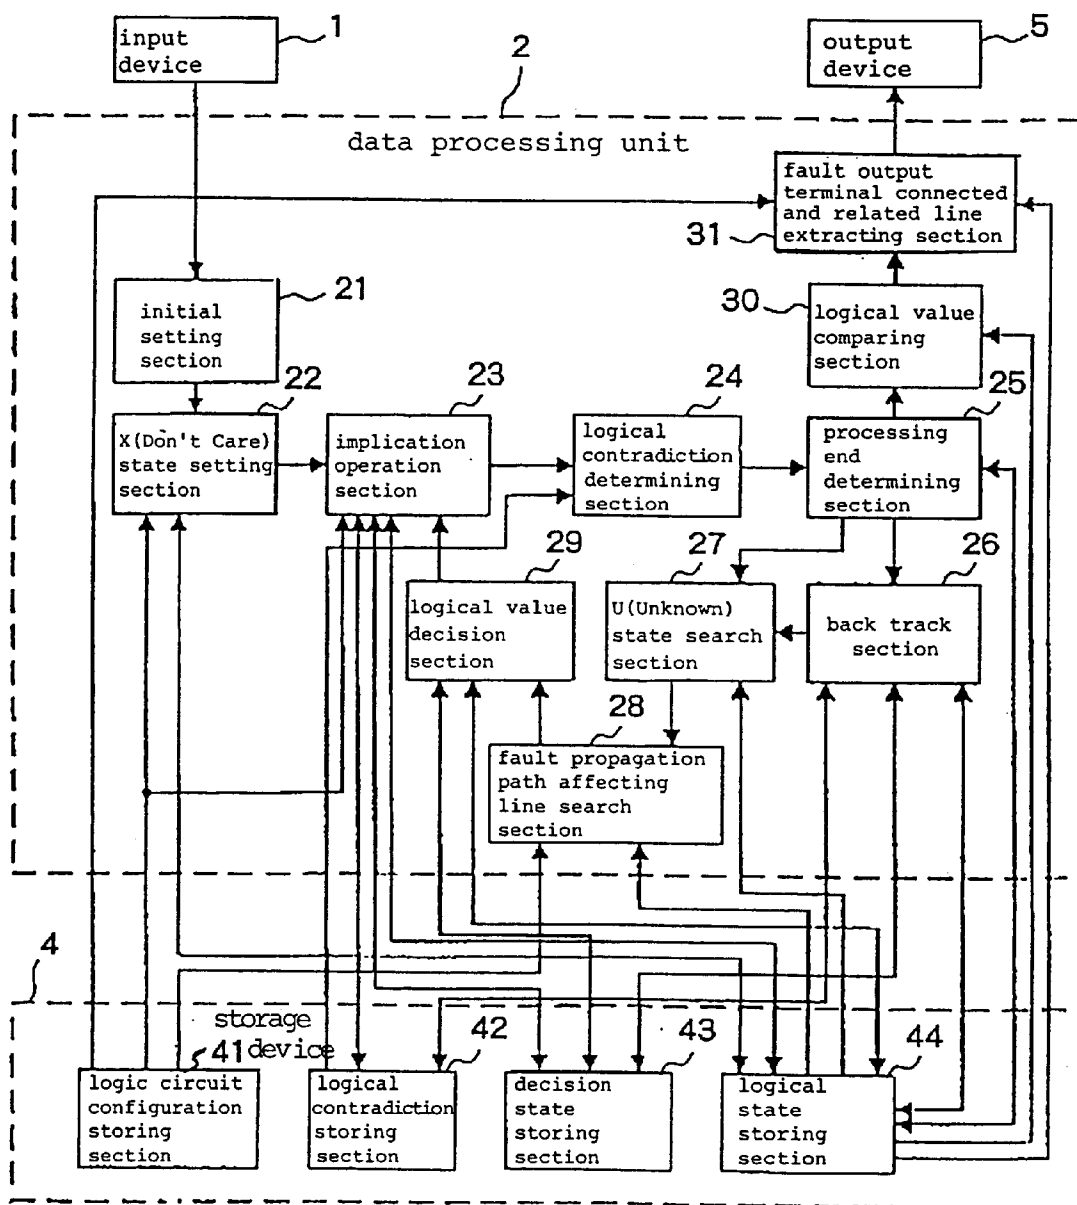 input
device
1
output
device
5
2
data processing unit
fault output
terminal connected
and related line
extracting section
31
initial
setting
section
21
logical value
comparing
section
30
X(Don't Care)
state setting
section
22
implication
operation
section
23
logical
contradiction
determining
section
24
processing
end
determining
section
25
logical value
decision
section
29
U(Unknown)
state search
section
27
back track
section
26
fault propagation
path affecting
line search
section
28
4
storage
device
logic circuit
configuration
storing
section
41
logical
contradiction
storing
section
42
decision
state
storing
section
43
logical
state
storing
section
44